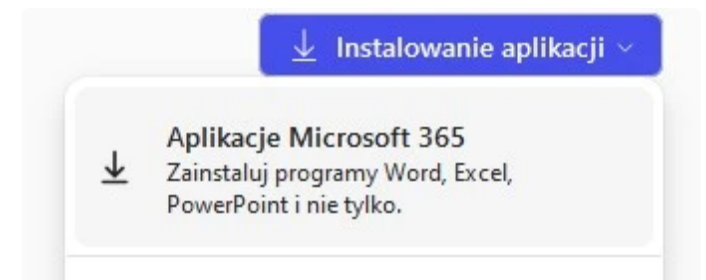 Instalowanie aplikacji
Aplikacje Microsoft 365
Zainstaluj programy Word, Excel,
PowerPoint i nie tylko.